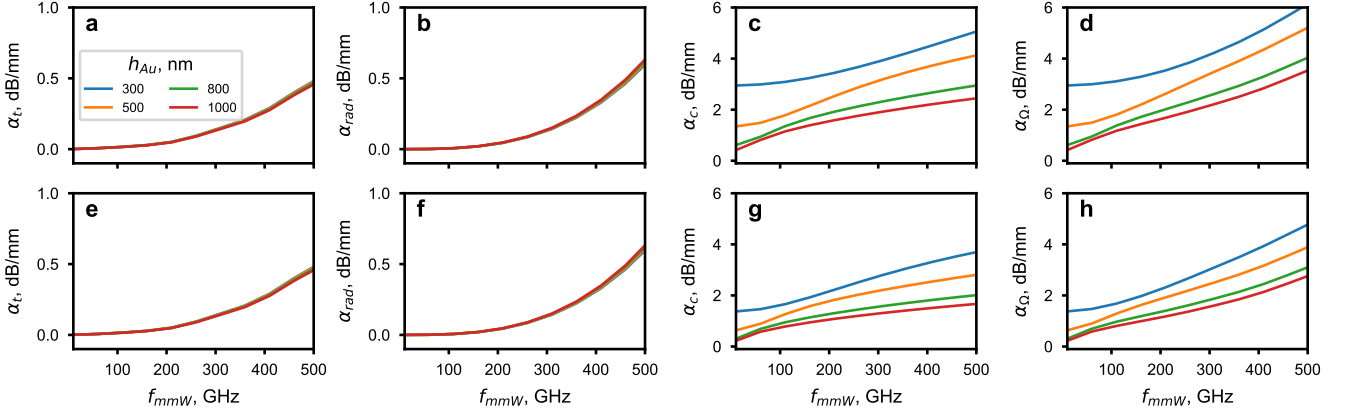 a
b
c
d
1.0
0.5
0.0
α_t, dB/mm
h_Au, nm
300
800
500
1000
1.0
0.5
0.0
α_rad, dB/mm
6
4
2
0
α_c, dB/mm
6
4
2
0
α_Ω, dB/mm
e
f
g
h
1.0
0.5
0.0
α_t, dB/mm
1.0
0.5
0.0
α_rad, dB/mm
6
4
2
0
α_c, dB/mm
6
4
2
0
α_Ω, dB/mm
100 200 300 400 500
100 200 300 400 500
100 200 300 400 500
100 200 300 400 500
f_mmW, GHz
f_mmW, GHz
f_mmW, GHz
f_mmW, GHz